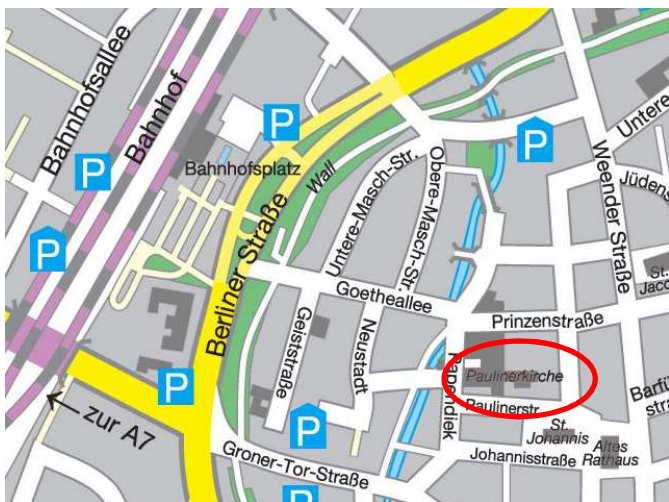 Bahnhofsallee
Bahnhof
P
P
P
P
Bahnhofsplatz
Wall
Untere-Masch-Str.
Obere-Masch-Str.
Weender Straße
Untere
Jüden
Berliner Straße
St.
Jaco
Goetheallee
Prinzenstraße
Geiststraße
Neustadt
Papendiek
Paulinerkirche
Paulinerstr.
Barfü
stra
P
zur A7
P
St.
Johannis
Altes
Rathaus
Groner-Tor-Straße
Johannisstraße
P